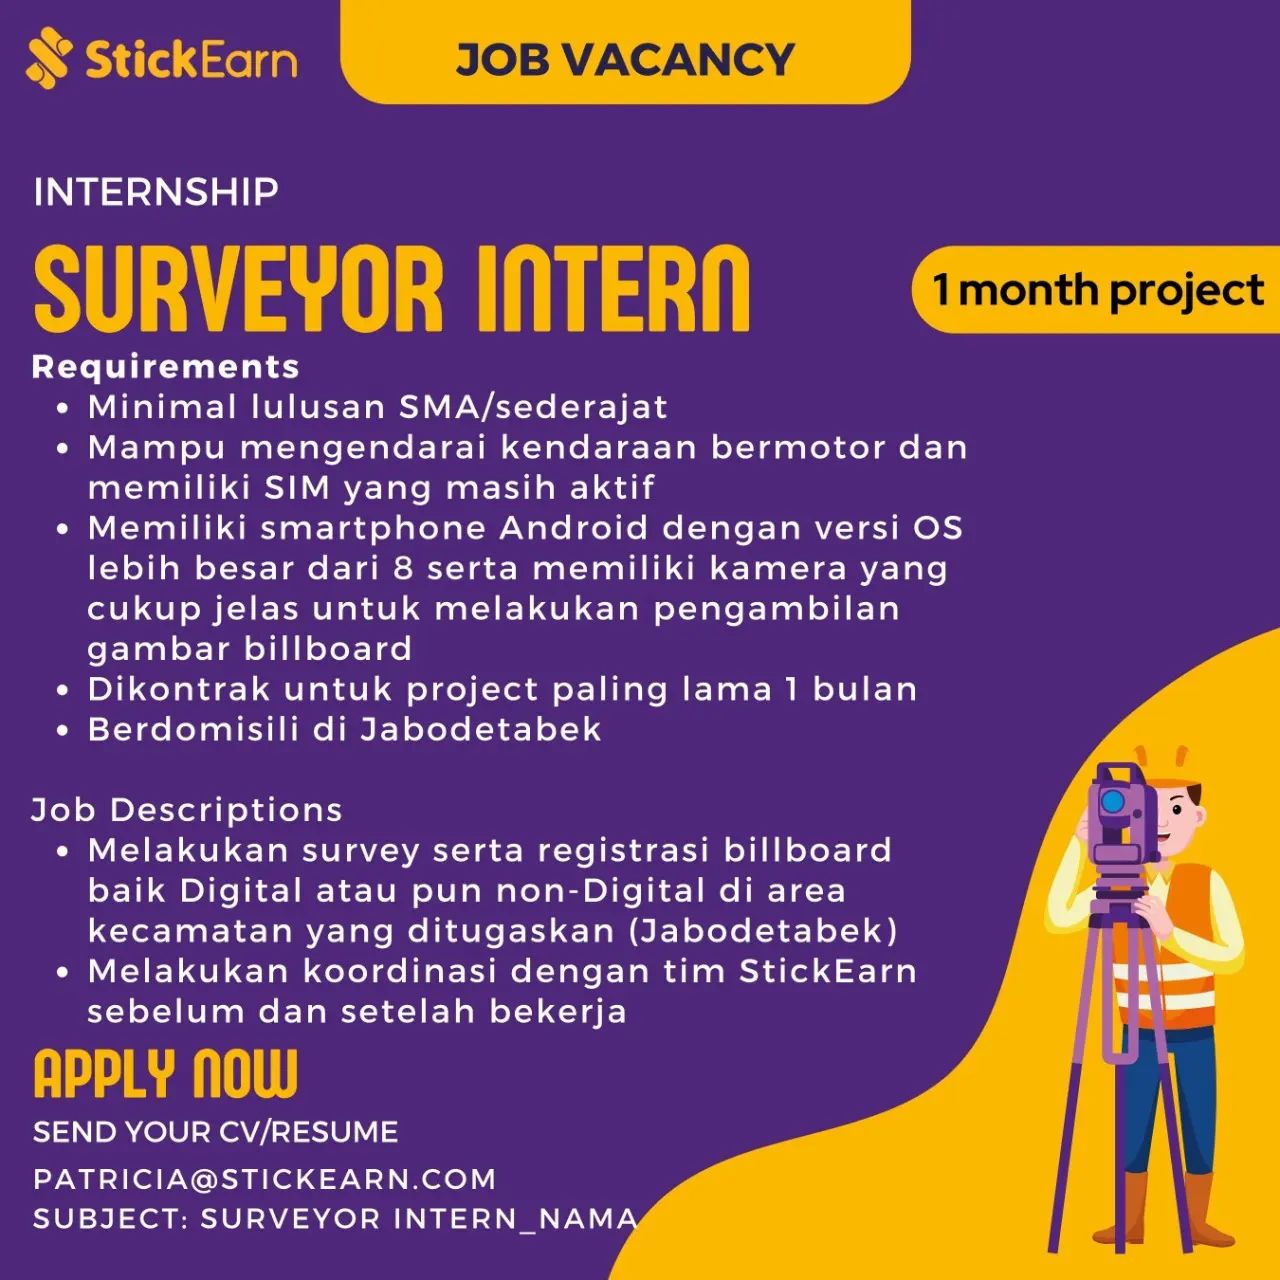 StickEarn
JOB VACANCY
INTERNSHIP
SURVEYOR INTERN
1 month project
Requirements
• Minimal lulusan SMA/sederajat
• Mampu mengendarai kendaraan bermotor dan
memiliki SIM yang masih aktif
• Memiliki smartphone Android dengan versi OS
lebih besar dari 8 serta memiliki kamera yang
cukup jelas untuk melakukan pengambilan
gambar billboard
• Dikontrak untuk project paling lama 1 bulan
• Berdomisili di Jabodetabek
Job Descriptions
• Melakukan survey serta registrasi billboard
baik Digital atau pun non-Digital di area
kecamatan yang ditugaskan (Jabodetabek)
• Melakukan koordinasi dengan tim StickEarn
sebelum dan setelah bekerja
APPLY NOW
SEND YOUR CV/RESUME
PATRICIA@STICKEARN.COM
SUBJECT: SURVEYOR INTERN_NAMA